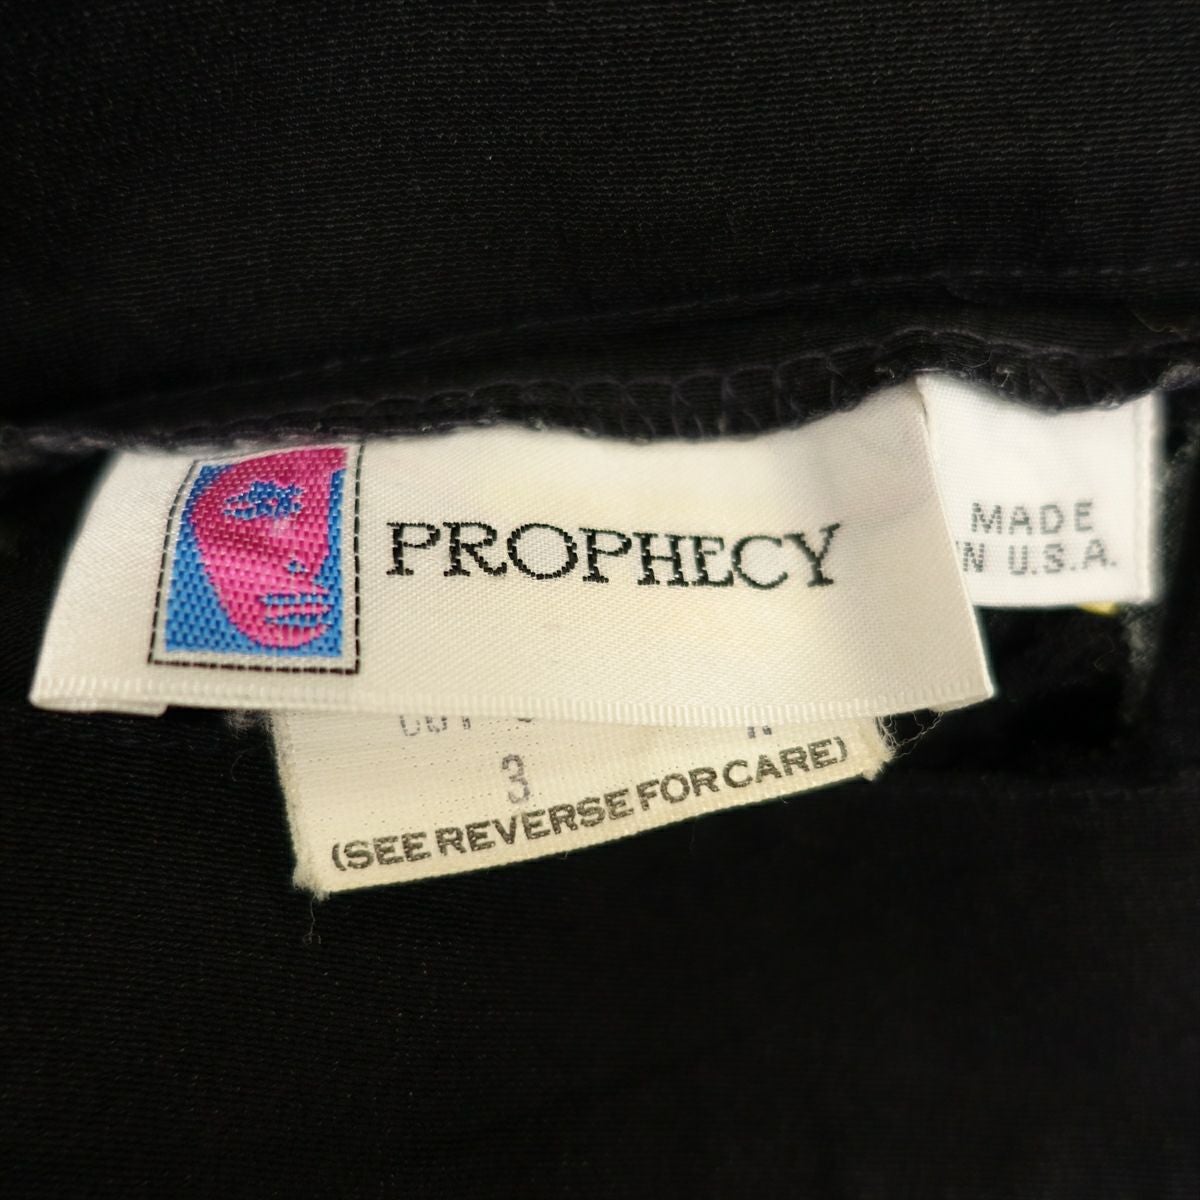 PROPHECY
MADE
IN U.S.A.
3
(SEE REVERSE FOR CARE)